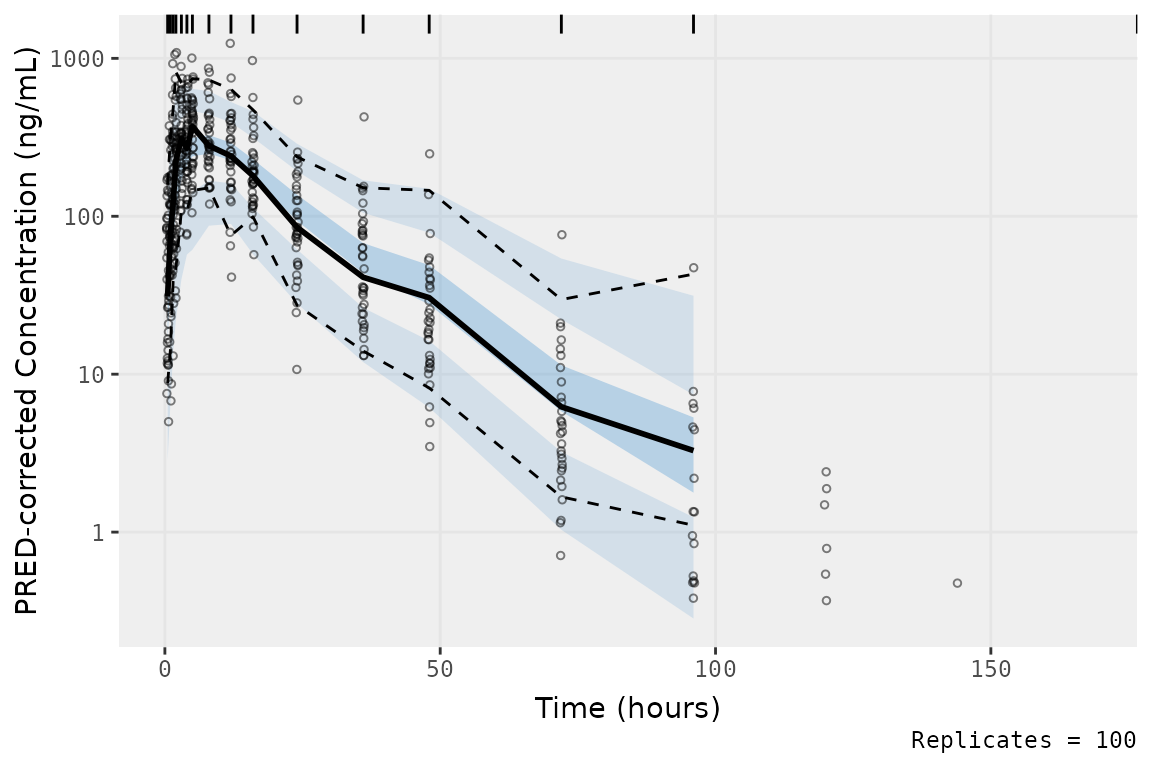 PRED-corrected Concentration (ng/mL)
1000
100
10
1
0 50 100 150
Time (hours)
Replicates = 100